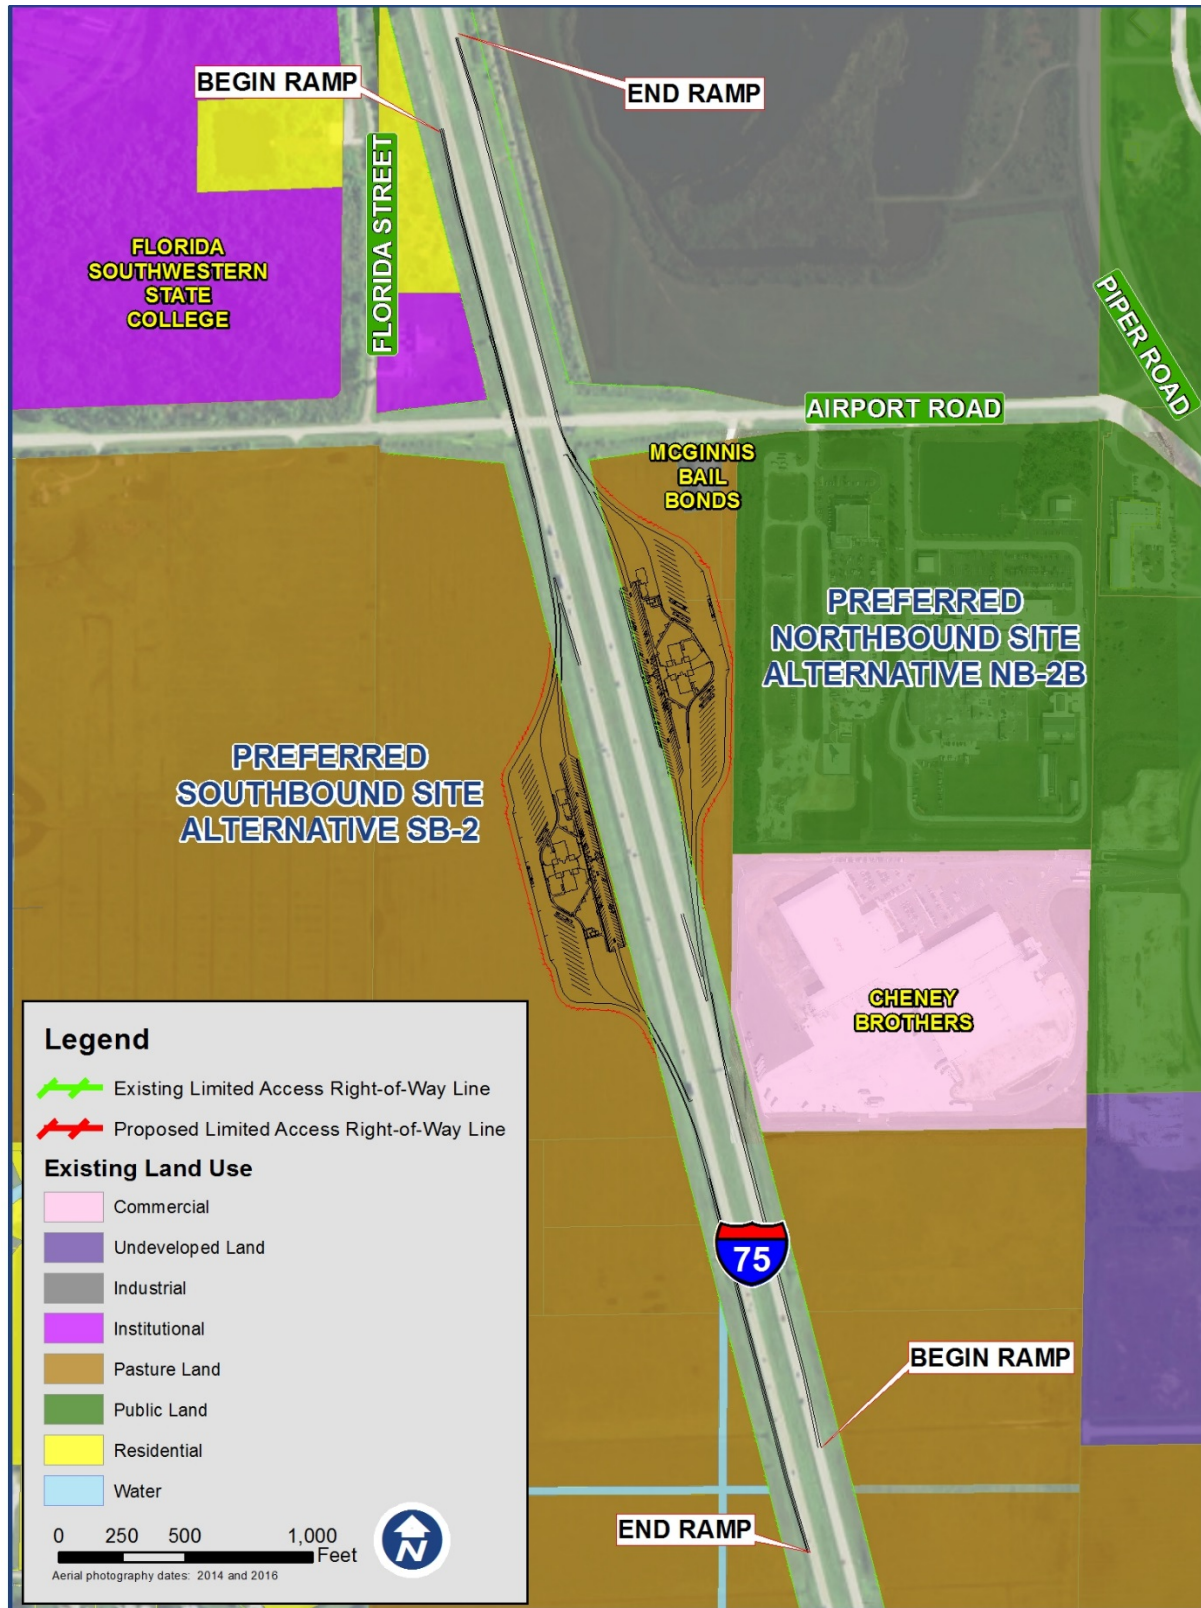 BEGIN RAMP
END RAMP
FLORIDA STREET
FLORIDA
SOUTHWESTERN
STATE
COLLEGE
PIPER ROAD
AIRPORT ROAD
MCGINNIS
BAIL
BONDS
PREFERRED
NORTHBOUND SITE
ALTERNATIVE NB-2B
PREFERRED
SOUTHBOUND SITE
ALTERNATIVE SB-2
CHENEY
BROTHERS
75
BEGIN RAMP
END RAMP
Legend
Existing Limited Access Right-of-Way Line
Proposed Limited Access Right-of-Way Line
Existing Land Use
Commercial
Undeveloped Land
Industrial
Institutional
Pasture Land
Public Land
Residential
Water
0 250 500 1,000
Feet
Aerial photography dates: 2014 and 2016
N